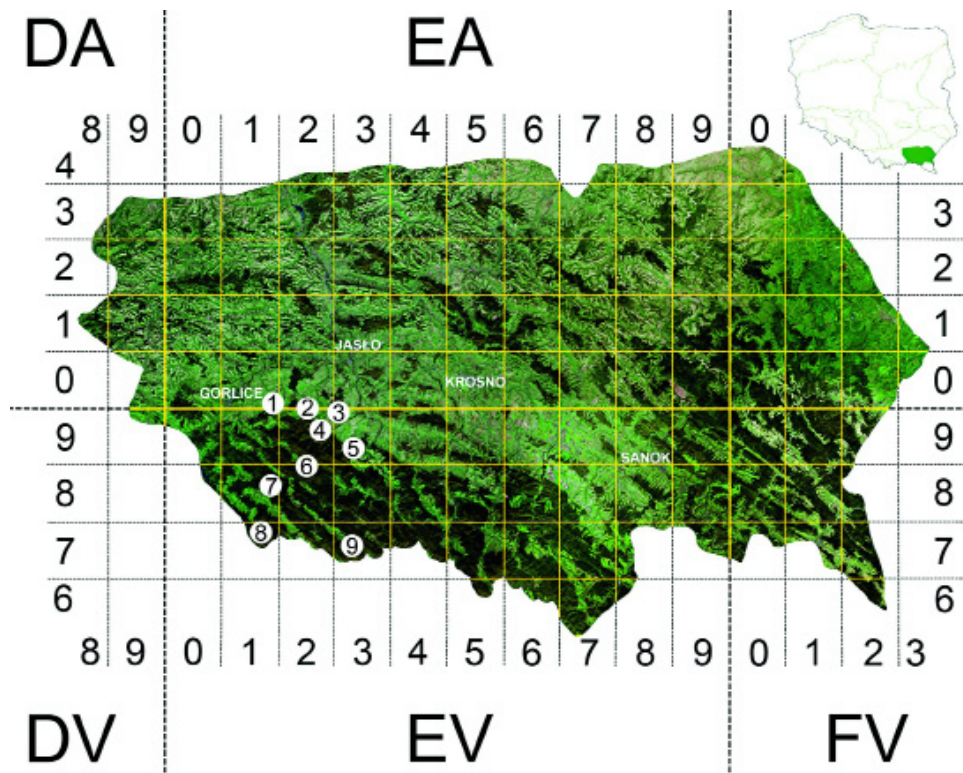 DA EA
8 9 0 1 2 3 4 5 6 7 8 9 0
4
3 3
2 2
1 1
JASŁO
0 KROSNO 0
GORLICE
1 2 3
9 4 9
5
SANOK
6
8 7 8
8
7 9 7
6 6
8 9 0 1 2 3 4 5 6 7 8 9 0 1 2 3
DV EV FV